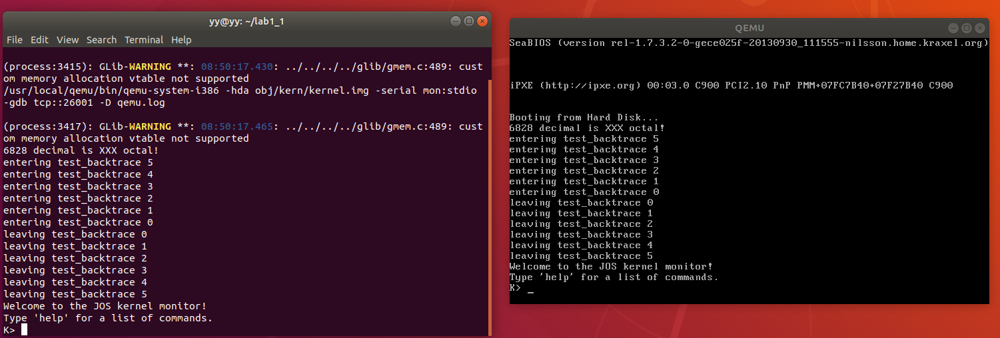 yy@yy: ~/lab1_1
File Edit View Search Terminal Help
(process:3415): GLib-WARNING **: 08:50:17.430: ../../../../glib/gmem.c:489: cust
om memory allocation vtable not supported
/usr/local/qemu/bin/qemu-system-i386 -hda obj/kern/kernel.img -serial mon:stdio
-gdb tcp::26001 -D qemu.log
(process:3417): GLib-WARNING **: 08:50:17.465: ../../../../glib/gmem.c:489: cust
om memory allocation vtable not supported
6828 decimal is XXX octal!
entering test_backtrace 5
entering test_backtrace 4
entering test_backtrace 3
entering test_backtrace 2
entering test_backtrace 1
entering test_backtrace 0
leaving test_backtrace 0
leaving test_backtrace 1
leaving test_backtrace 2
leaving test_backtrace 3
leaving test_backtrace 4
leaving test_backtrace 5
Welcome to the JOS kernel monitor!
Type 'help' for a list of commands.
K>
QEMU
SeaBIOS (version rel-1.7.3.2-0-gece025f-20130930_111555-nilsson.home.kraxel.org)
iPXE (http://ipxe.org) 00:03.0 C900 PCI2.10 PnP PMM+07FC7B40+07F27B40 C900
Booting from Hard Disk...
6828 decimal is XXX octal!
entering test_backtrace 5
entering test_backtrace 4
entering test_backtrace 3
entering test_backtrace 2
entering test_backtrace 1
entering test_backtrace 0
leaving test_backtrace 0
leaving test_backtrace 1
leaving test_backtrace 2
leaving test_backtrace 3
leaving test_backtrace 4
leaving test_backtrace 5
Welcome to the JOS kernel monitor!
Type 'help' for a list of commands.
K> _